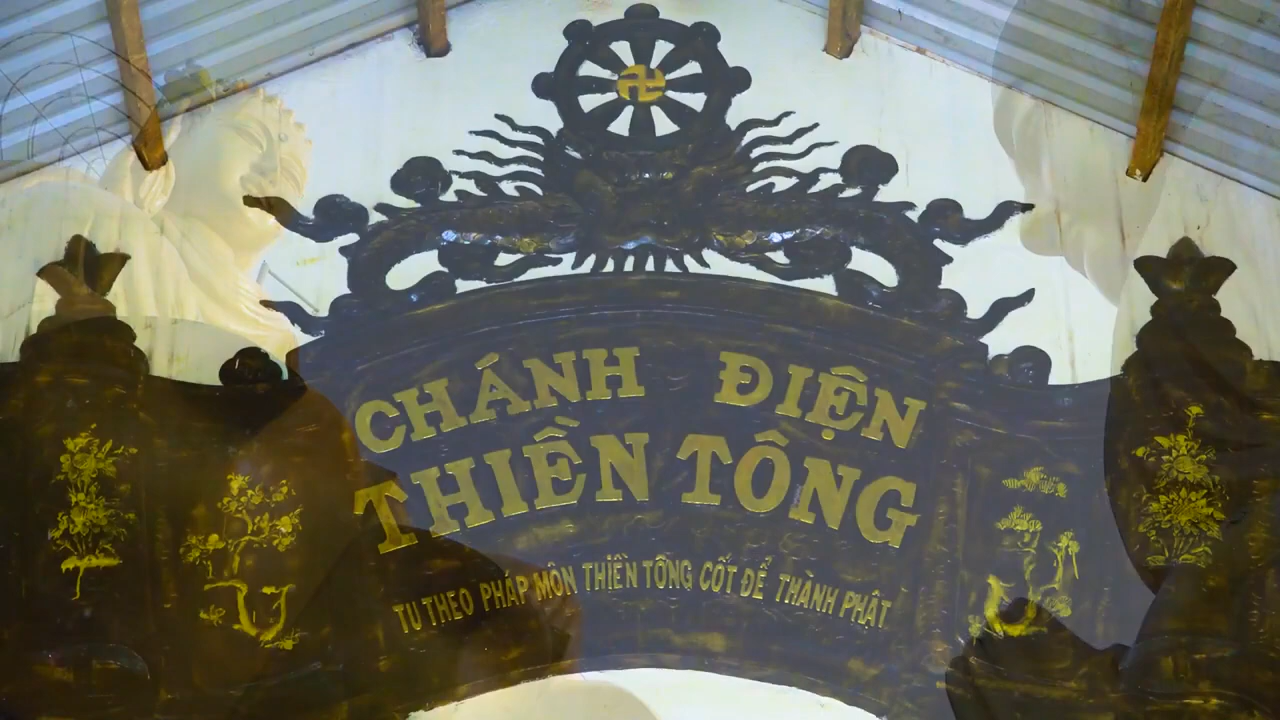 CHÁNH ĐIỆN
THIỀN TÔNG
TU THEO PHÁP MÔN THIỀN TÔNG CỐT ĐỂ THÀNH PHẬT